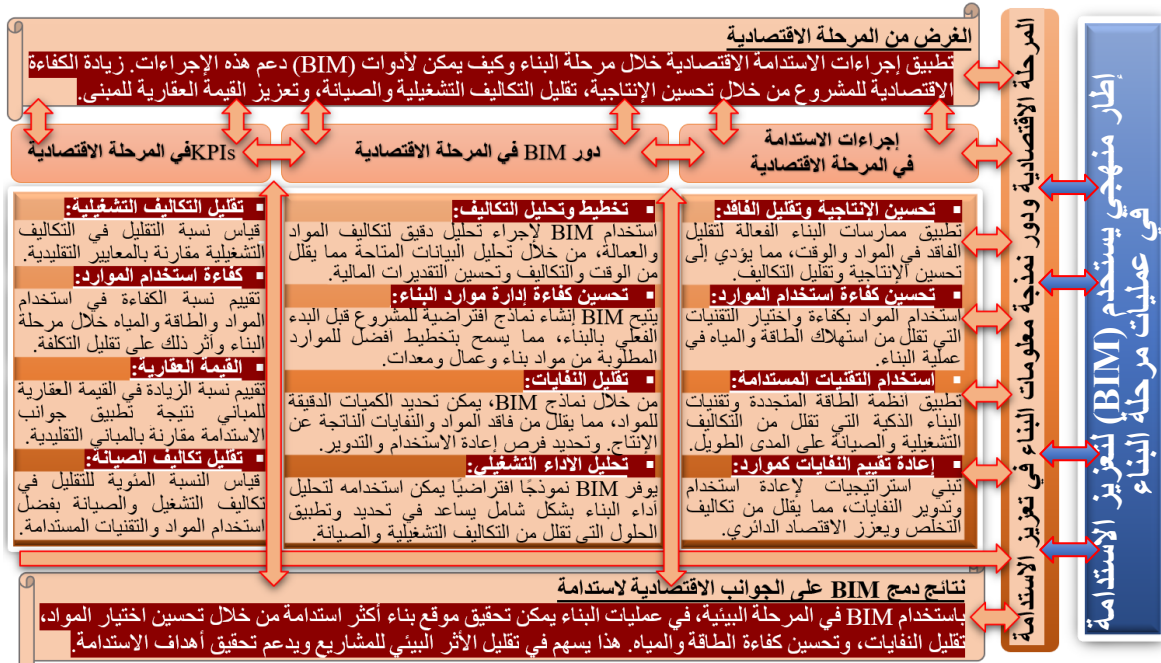 إطار منهجي يستخدم (BIM) لتعزيز الاستدامة
في عمليات مرحلة البناء
المرحلة الاقتصادية ودور نمذجة معلومات البناء في تعزيز الاستدامة
الغرض من المرحلة الاقتصادية
تطبيق إجراءات الاستدامة الاقتصادية خلال مرحلة البناء وكيف يمكن لأدوات (BIM) دعم هذه الإجراءات. زيادة الكفاءة
الاقتصادية للمشروع من خلال تحسين الإنتاجية، تقليل التكاليف التشغيلية والصيانة، وتعزيز القيمة العقارية للمبنى.
إجراءات الاستدامة
في المرحلة الاقتصادية
▪ تحسين الإنتاجية وتقليل الفاقد:
تطبيق ممارسات البناء الفعالة لتقليل
الفاقد في المواد والوقت، مما يؤدي إلى
تحسين الإنتاجية وتقليل التكاليف.
▪ تحسين كفاءة استخدام الموارد:
استخدام المواد بكفاءة واختيار التقنيات
التي تقلل من استهلاك الطاقة والمياه في
عملية البناء.
▪ استخدام التقنيات المستدامة:
تطبيق أنظمة الطاقة المتجددة وتقنيات
البناء الذكية التي تقلل من التكاليف
التشغيلية والصيانة على المدى الطويل.
▪ إعادة تقييم النفايات كموارد:
تبني استراتيجيات لإعادة استخدام
وتدوير النفايات، مما يقلل من تكاليف
التخلص ويعزز الاقتصاد الدائري.
دور BIM في المرحلة الاقتصادية
▪ تخطيط وتحليل التكاليف:
استخدام BIM لإجراء تحليل دقيق لتكاليف المواد
والعمالة، من خلال تحليل البيانات المتاحة مما يقلل
من الوقت والتكاليف وتحسين التقديرات المالية.
▪ تحسين كفاءة إدارة موارد البناء:
يتيح BIM إنشاء نماذج افتراضية للمشروع قبل البدء
الفعلي بالبناء، مما يسمح بتخطيط افضل للموارد
المطلوبة من مواد بناء وعمال ومعدات.
▪ تقليل النفايات:
من خلال نماذج BIM، يمكن تحديد الكميات الدقيقة
للمواد، مما يقلل من فاقد المواد والنفايات الناتجة عن
الإنتاج. وتحديد فرص إعادة الاستخدام والتدوير.
▪ تحليل الاداء التشغيلي:
يوفر BIM نموذجًا افتراضيًا يمكن استخدامه لتحليل
أداء البناء بشكل شامل يساعد في تحديد وتطبيق
الحلول التي تقلل من التكاليف التشغيلية والصيانة.
KPIsفي المرحلة الاقتصادية
▪ تقليل التكاليف التشغيلية:
قياس نسبة التقليل في التكاليف
التشغيلية مقارنة بالمعايير التقليدية.
▪ كفاءة استخدام الموارد:
تقييم نسبة الكفاءة في استخدام
المواد والطاقة والمياه خلال مرحلة
البناء وأثر ذلك على تقليل التكلفة.
▪ القيمة العقارية:
تقييم نسبة الزيادة في القيمة العقارية
للمباني نتيجة تطبيق جوانب
الاستدامة مقارنة بالمباني التقليدية.
▪ تقليل تكاليف الصيانة:
قياس النسبة المئوية للتقليل في
تكاليف التشغيل والصيانة بفضل
استخدام المواد والتقنيات المستدامة.
نتائج دمج BIM على الجوانب الاقتصادية لاستدامة
باستخدام BIM في المرحلة البيئية، في عمليات البناء يمكن تحقيق موقع بناء أكثر استدامة من خلال تحسين اختيار المواد،
تقليل النفايات، وتحسين كفاءة الطاقة والمياه. هذا يسهم في تقليل الأثر البيئي للمشاريع ويدعم تحقيق أهداف الاستدامة.